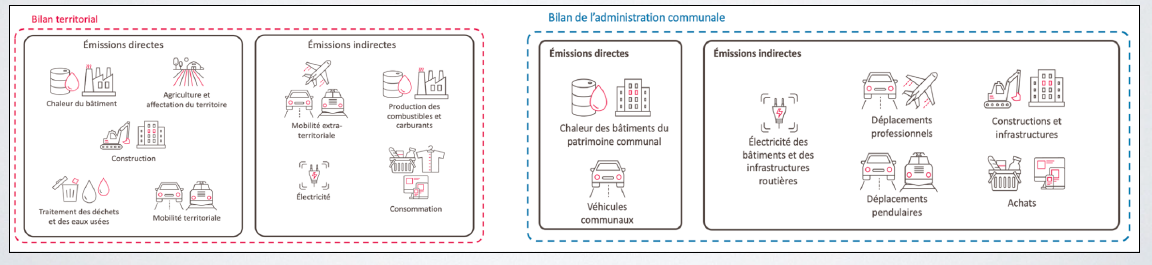 Bilan territorial
Émissions directes
Chaleur du bâtiment
Agriculture et
affectation du territoire
Construction
Traitement des déchets
et des eaux usées
Mobilité territoriale
Émissions indirectes
Mobilité extra-
territoriale
Production des
combustibles et
carburants
Électricité
Consommation
Bilan de l'administration communale
Émissions directes
Chaleur des bâtiments du
patrimoine communal
Véhicules
communaux
Émissions indirectes
Électricité des
bâtiments et des
infrastructures
routières
Déplacements
professionnels
Constructions et
infrastructures
Déplacements
pendulaires
Achats